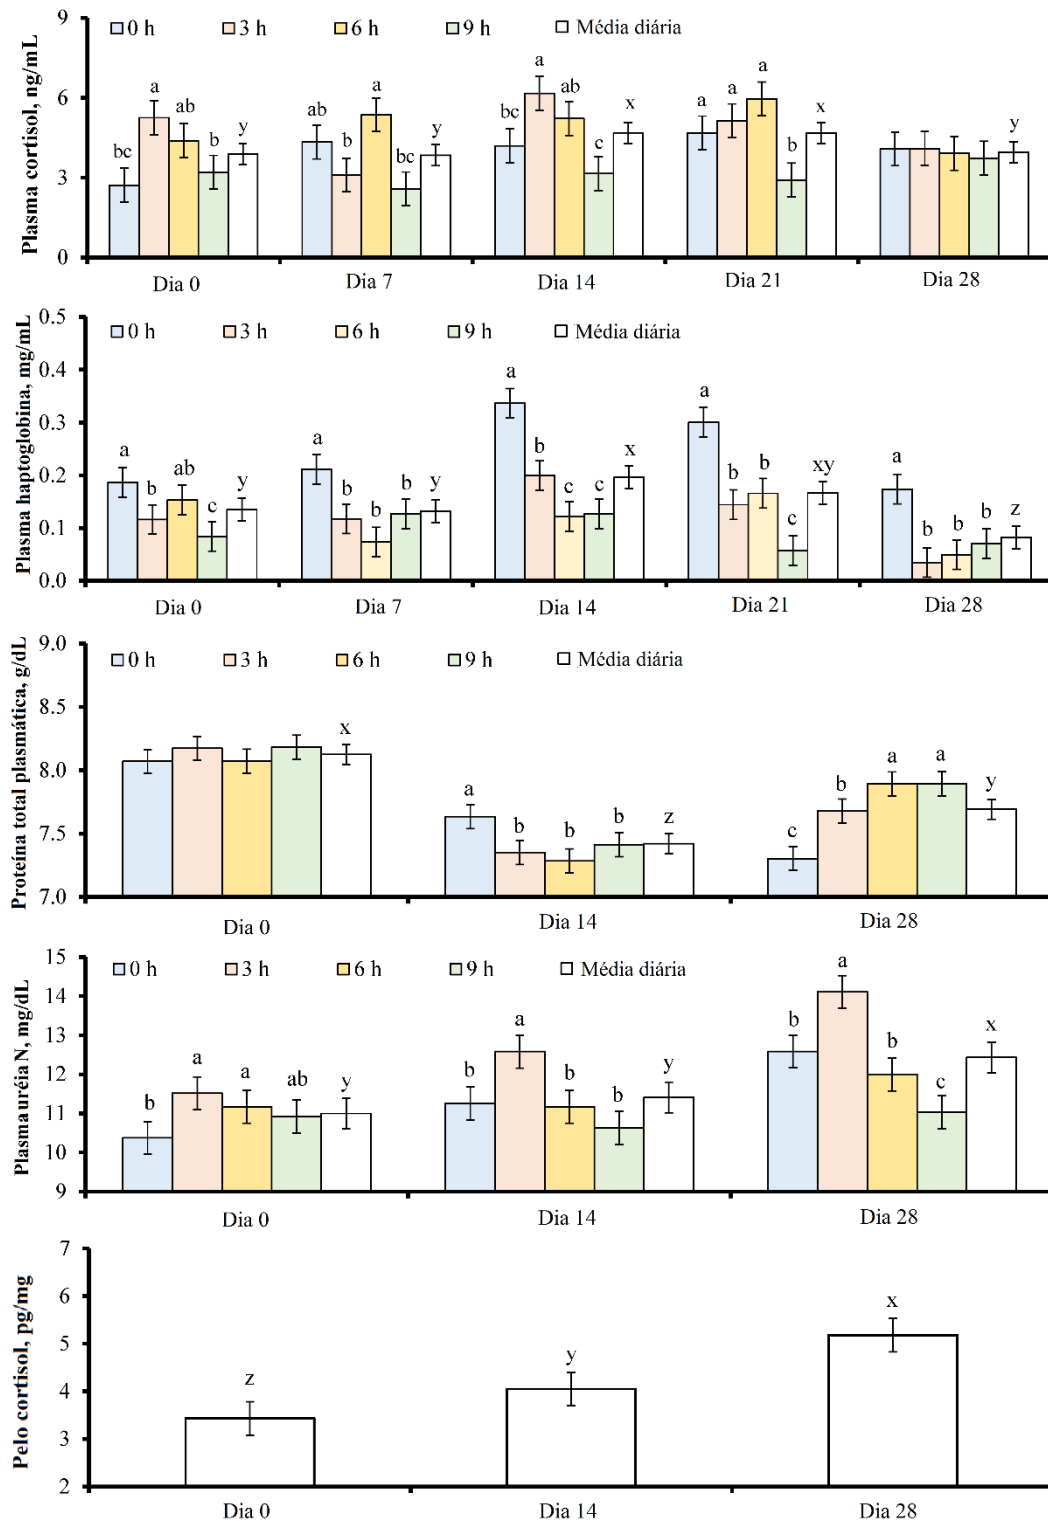 Plasma cortisol, ng/mL
9
6
3
0
0 h 3 h 6 h 9 h Média diária
bc a ab b y
ab b a bc y
bc a ab c x
a a a b x
y
Dia 0 Dia 7 Dia 14 Dia 21 Dia 28
Plasma haptoglobina, mg/mL
0.5
0.4
0.3
0.2
0.1
0.0
0 h 3 h 6 h 9 h Média diária
a b ab c y
a b b b y
a b c c x
a b b c xy
a b b b z
Dia 0 Dia 7 Dia 14 Dia 21 Dia 28
Proteína total plasmática, g/dL
9.0
8.5
8.0
7.5
7.0
0 h 3 h 6 h 9 h Média diária
x
a b b b z
c b a a y
Dia 0 Dia 14 Dia 28
Plasma uréia N, mg/dL
15
14
13
12
11
10
9
0 h 3 h 6 h 9 h Média diária
b a a ab y
b a b b y
b a b c x
Dia 0 Dia 14 Dia 28
Pelo cortisol, pg/mg
7
6
5
4
3
2
z y x
Dia 0 Dia 14 Dia 28